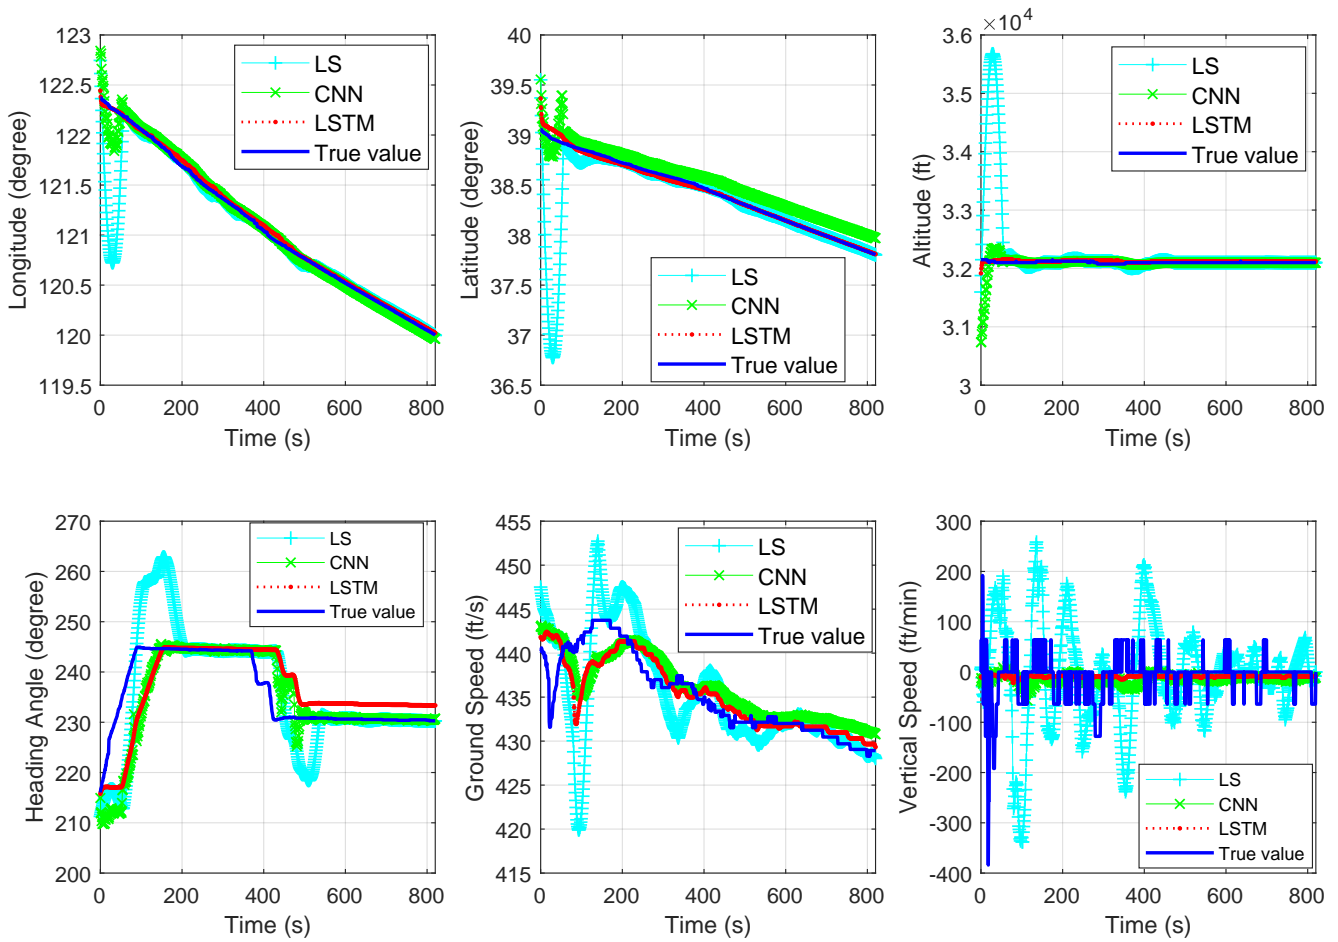 123
122.5
122
121.5
121
120.5
120
119.5
Longitude (degree)
0 200 400 600 800
Time (s)
LS
CNN
LSTM
True value
40
39.5
39
38.5
38
37.5
37
36.5
Latitude (degree)
0 200 400 600 800
Time (s)
LS
CNN
LSTM
True value
×10⁴
3.6
3.5
3.4
3.3
3.2
3.1
3
Altitude (ft)
0 200 400 600 800
Time (s)
LS
CNN
LSTM
True value
270
260
250
240
230
220
210
200
Heading Angle (degree)
0 200 400 600 800
Time (s)
LS
CNN
LSTM
True value
455
450
445
440
435
430
425
420
415
Ground Speed (ft/s)
0 200 400 600 800
Time (s)
LS
CNN
LSTM
True value
300
200
100
0
-100
-200
-300
-400
Vertical Speed (ft/min)
0 200 400 600 800
Time (s)
LS
CNN
LSTM
True value